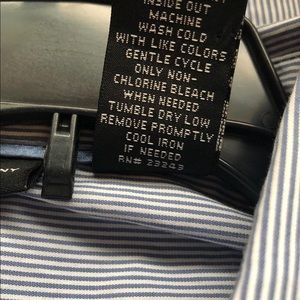 INSIDE OUT
MACHINE
WASH COLD
WITH LIKE COLORS
GENTLE CYCLE
ONLY NON-
CHLORINE BLEACH
WHEN NEEDED
TUMBLE DRY LOW
REMOVE PROMPTLY
COOL IRON
IF NEEDED
RN# 23243
NY